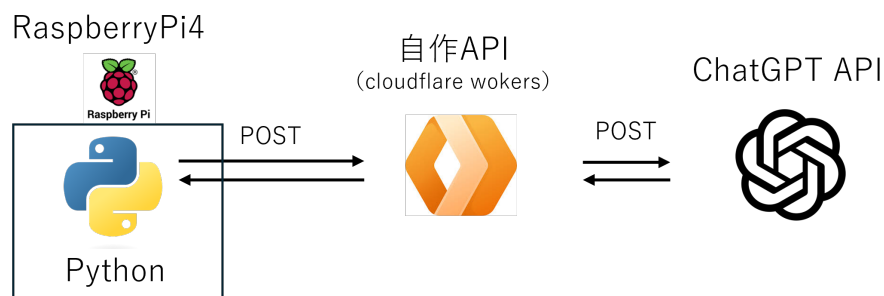 RaspberryPi4
Raspberry Pi
Python
POST
自作API
（cloudflare wokers）
POST
ChatGPT API